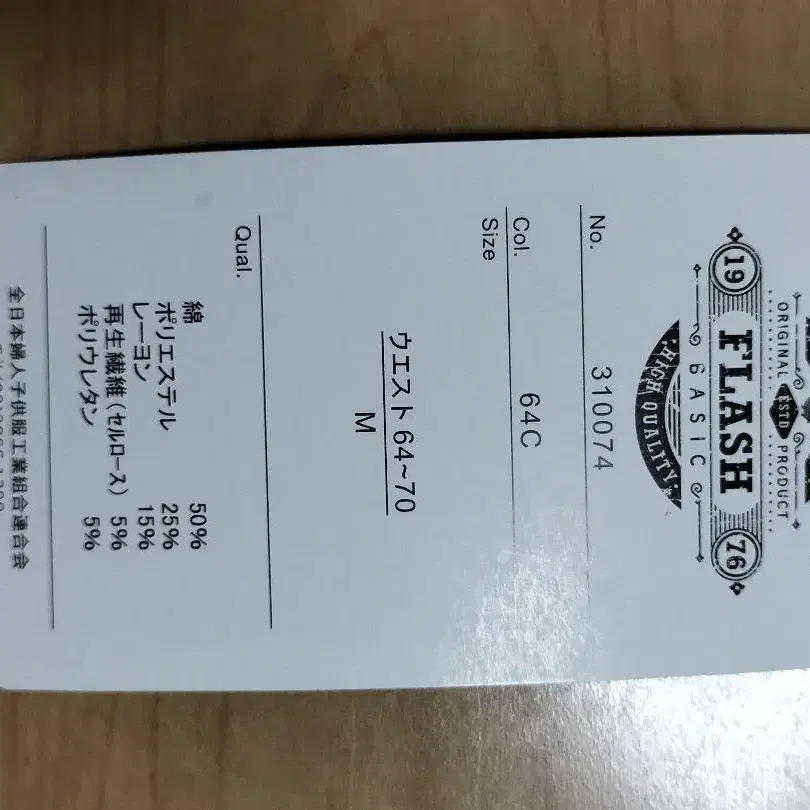 ORIGINAL ESTD PRODUCT
19 FLASH 76
BASIC
HIGH QUALITY
No. 310074
Col. 64C
Size
ウエスト64~70
M
Qual.
綿 50%
ポリエステル 25%
レーヨン 15%
再生繊維(セルロース) 5%
ポリウレタン 5%
全日本婦人子供服工業組合連合会